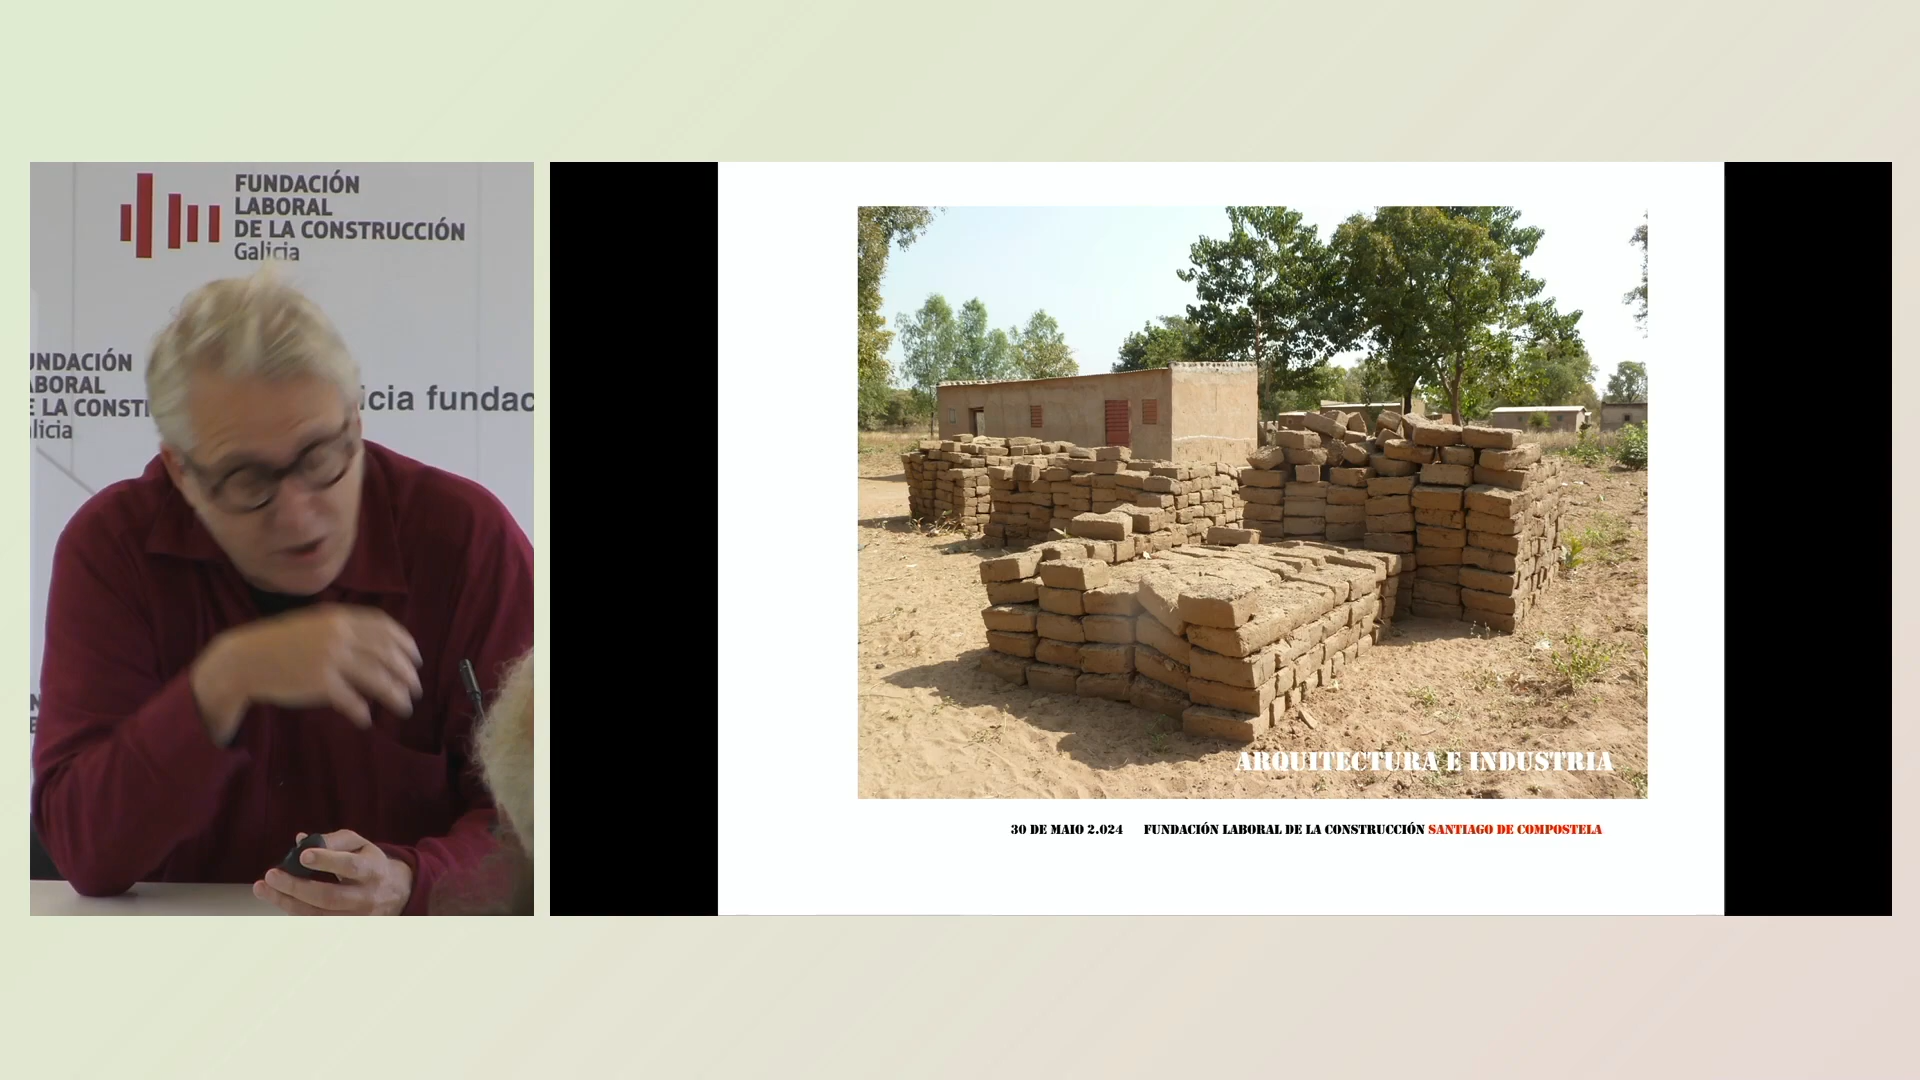 FUNDACIÓN
LABORAL
DE LA CONSTRUCCIÓN
Galicia
UNDACIÓN
ABORAL
E LA CONSTI
alicia
icia fundac
ARQUITECTURA E INDUSTRIA
30 DE MAIO 2.024 FUNDACIÓN LABORAL DE LA CONSTRUCCIÓN SANTIAGO DE COMPOSTELA